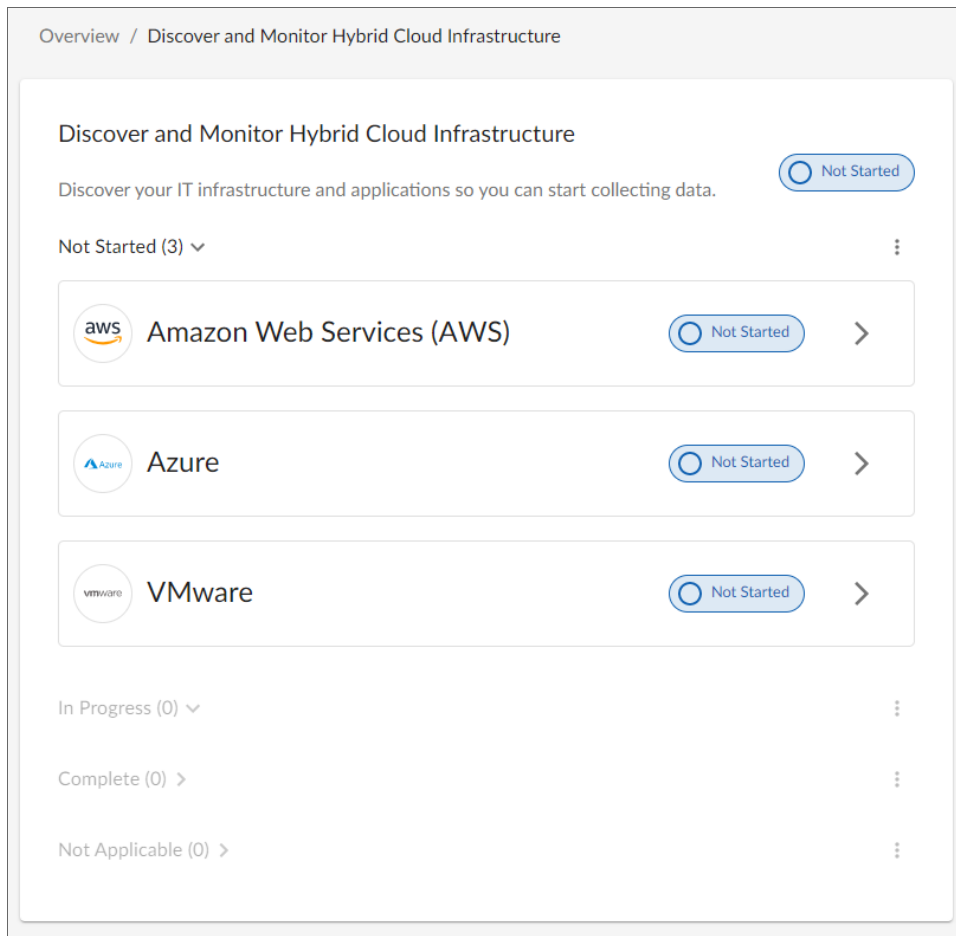 Overview / Discover and Monitor Hybrid Cloud Infrastructure
Discover and Monitor Hybrid Cloud Infrastructure
Not Started
Discover your IT infrastructure and applications so you can start collecting data.
Not Started (3)
aws Amazon Web Services (AWS) Not Started
Azure Azure Not Started
vmware VMware Not Started
In Progress (0)
Complete (0)
Not Applicable (0)